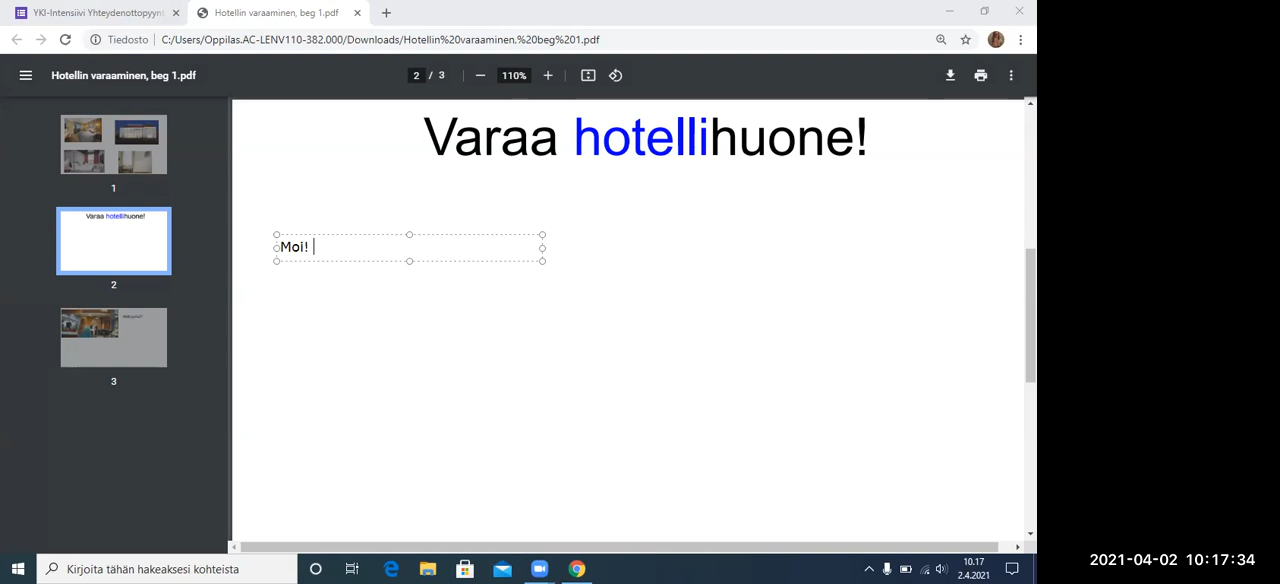 YKI-Intensiivi Yhteydenottopyynt
Hotellin varaaminen, beg 1.pdf
Tiedosto
C:/Users/Oppilas.AC-LENV110-382.000/Downloads/Hotellin%20varaaminen,%20beg%201.pdf
Hotellin varaaminen, beg 1.pdf
2 / 3
110%
1
Varaa hotellihuone!
2
3
Varaa hotellihuone!
Moi!
Kirjoita tähän hakeaksesi kohteista
10.17
2.4.2021
2021-04-02 10:17:34